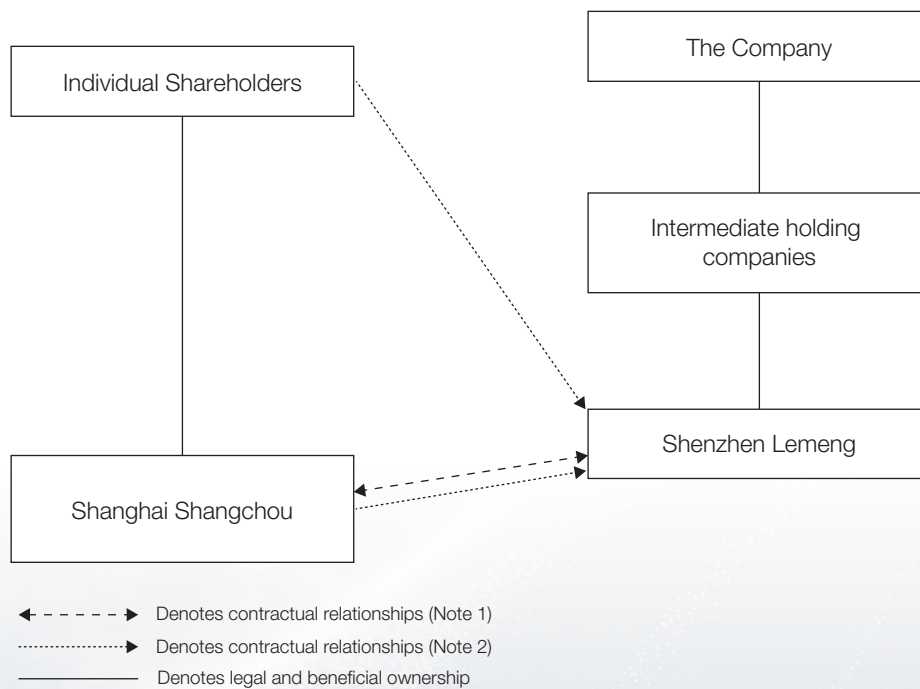 The Company
Individual Shareholders
Intermediate holding
companies
Shenzhen Lemeng
Shanghai Shangchou
Denotes contractual relationships (Note 1)
Denotes contractual relationships (Note 2)
Denotes legal and beneficial ownership